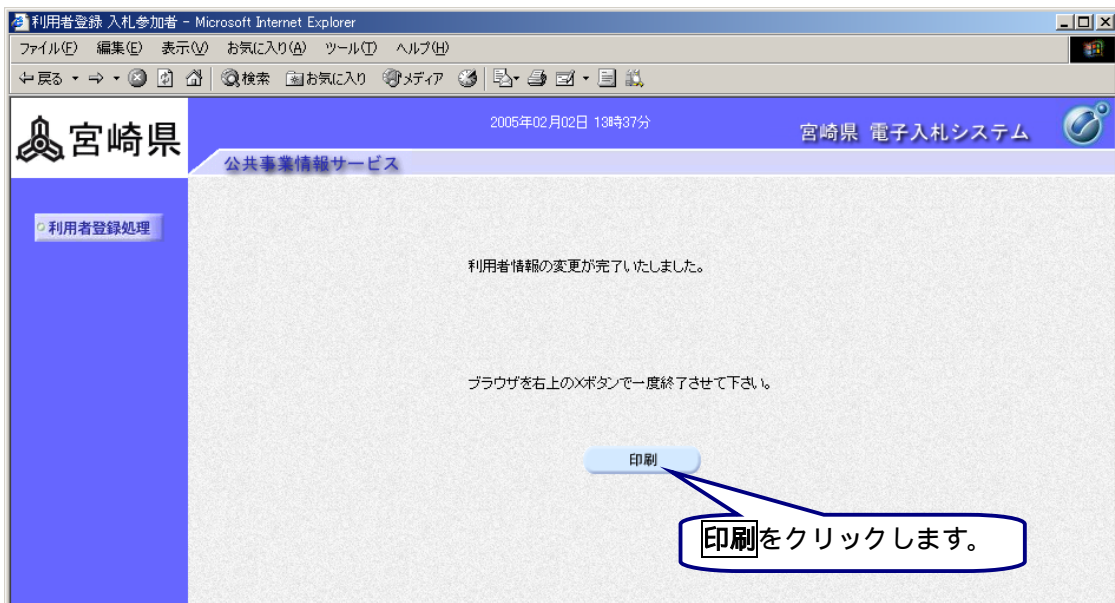 利用者登録 入札参加者 - Microsoft Internet Explorer
ファイル(F) 編集(E) 表示(V) お気に入り(A) ツール(T) ヘルプ(H)
戻る 検索 お気に入り メディア
宮崎県
2005年02月02日 13時37分
宮崎県 電子入札システム
公共事業情報サービス
利用者登録処理
利用者情報の変更が完了いたしました。
ブラウザを右上のXボタンで一度終了させて下さい。
印刷
印刷をクリックします。